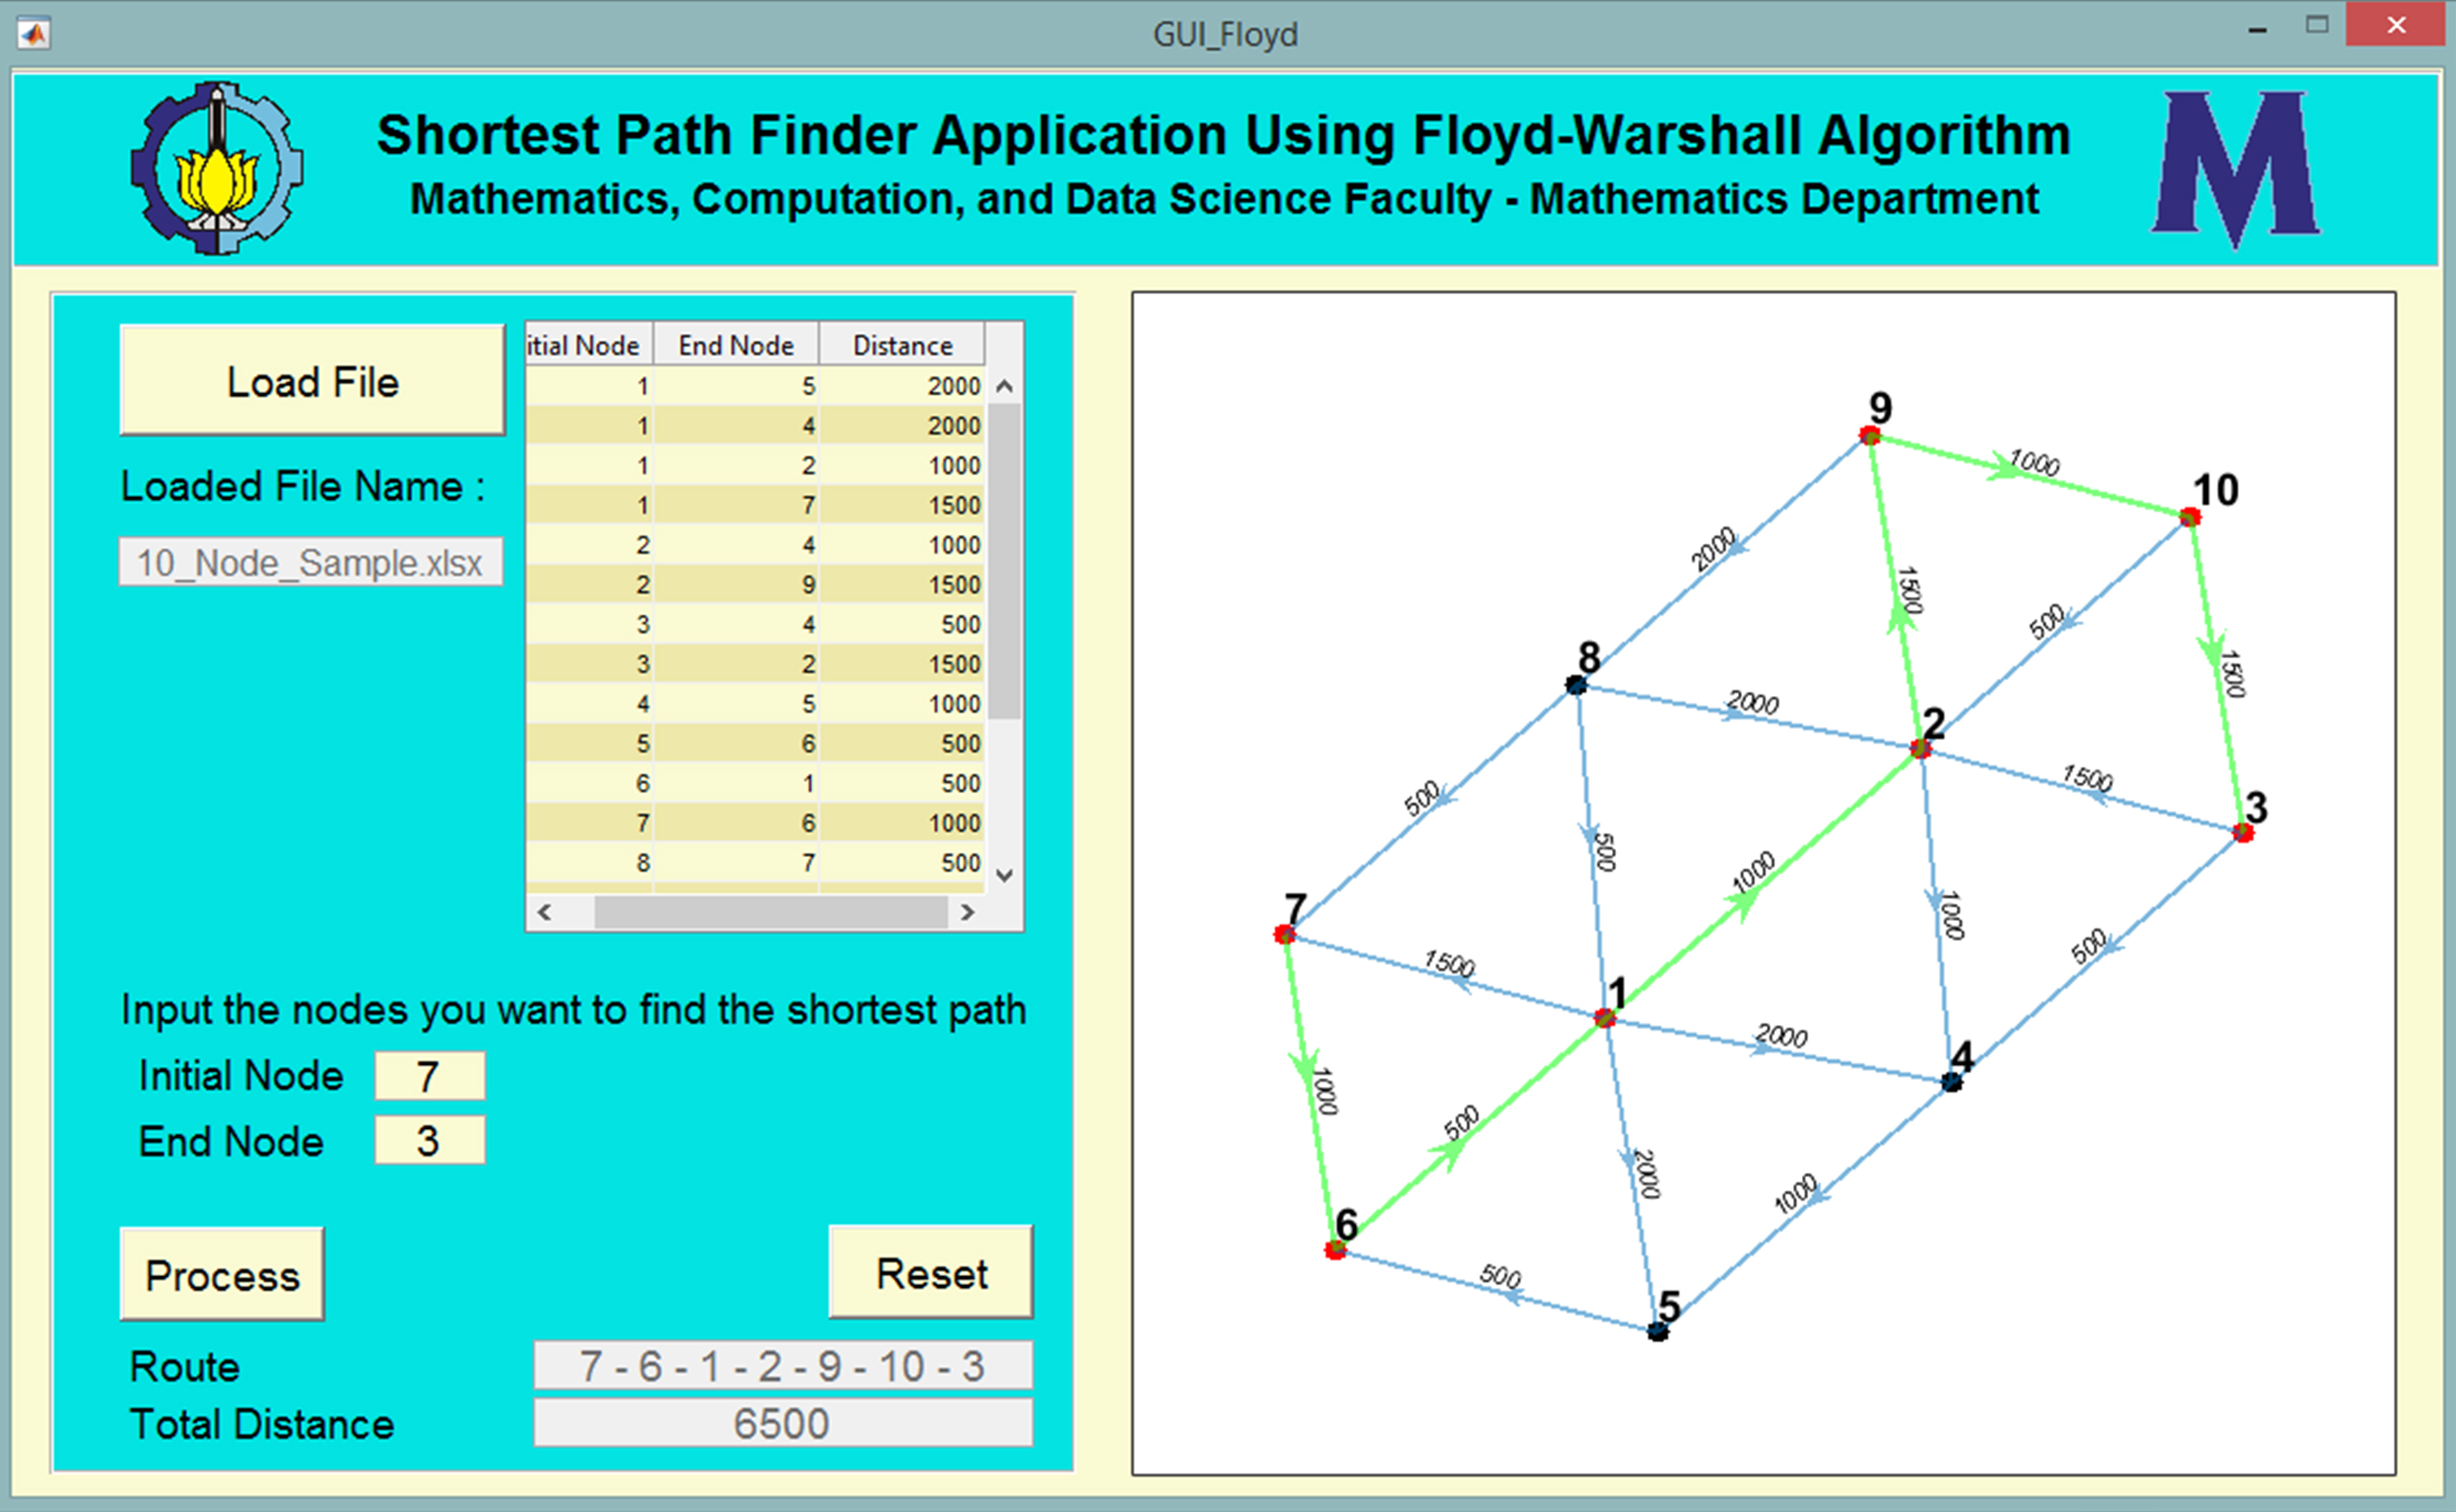 GUI_Floyd
Shortest Path Finder Application Using Floyd-Warshall Algorithm
Mathematics, Computation, and Data Science Faculty - Mathematics Department
M
Load File
Loaded File Name :
10_Node_Sample.xlsx
itial Node End Node Distance
1 5 2000
1 4 2000
1 2 1000
1 7 1500
2 4 1000
2 9 1500
3 4 500
3 2 1500
4 5 1000
5 6 500
6 1 500
7 6 1000
8 7 500
Input the nodes you want to find the shortest path
Initial Node 7
End Node 3
Process
Reset
Route 7 - 6 - 1 - 2 - 9 - 10 - 3
Total Distance 6500
9
1000
10
2000
1500
500
8
1500
2000
2
500
1500
3
500
1000
1000
7
500
1500
1
2000
4
1000
500
2000
1000
6
500
5